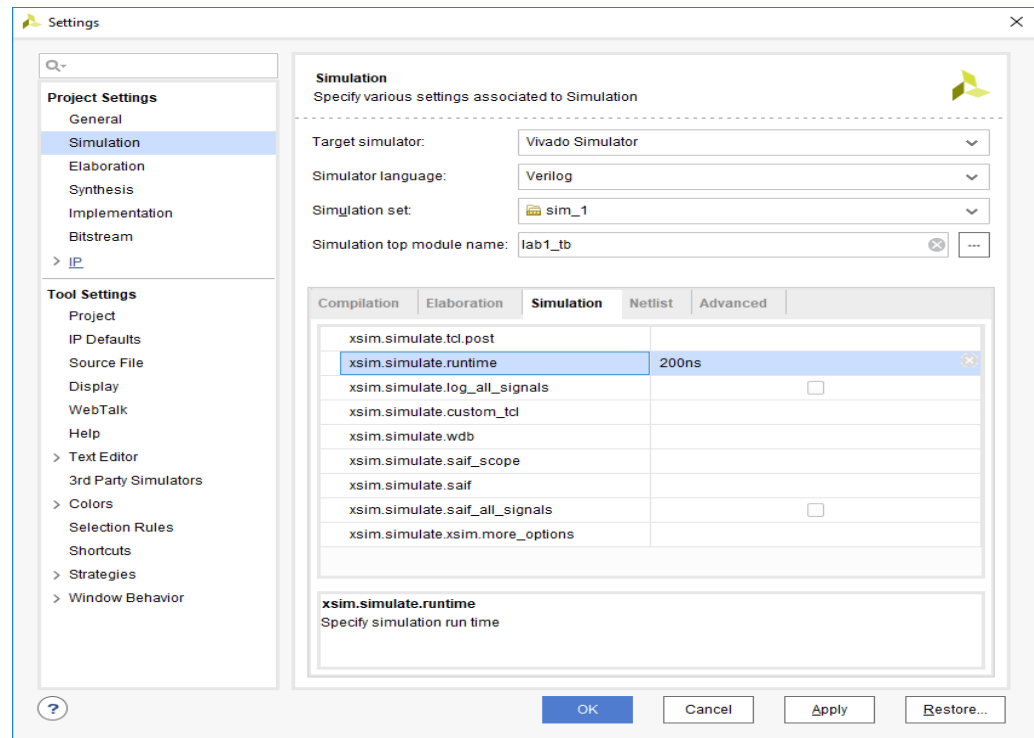 Settings
Project Settings
General
Simulation
Elaboration
Synthesis
Implementation
Bitstream
> IP
Tool Settings
Project
IP Defaults
Source File
Display
WebTalk
Help
> Text Editor
3rd Party Simulators
> Colors
Selection Rules
Shortcuts
> Strategies
> Window Behavior
Simulation
Specify various settings associated to Simulation
Target simulator: Vivado Simulator
Simulator language: Verilog
Simulation set: sim_1
Simulation top module name: lab1_tb ...
Compilation Elaboration Simulation Netlist Advanced
xsim.simulate.tcl.post
xsim.simulate.runtime 200ns
xsim.simulate.log_all_signals
xsim.simulate.custom_tcl
xsim.simulate.wdb
xsim.simulate.saif_scope
xsim.simulate.saif
xsim.simulate.saif_all_signals
xsim.simulate.xsim.more_options
xsim.simulate.runtime
Specify simulation run time
? OK Cancel Apply Restore...